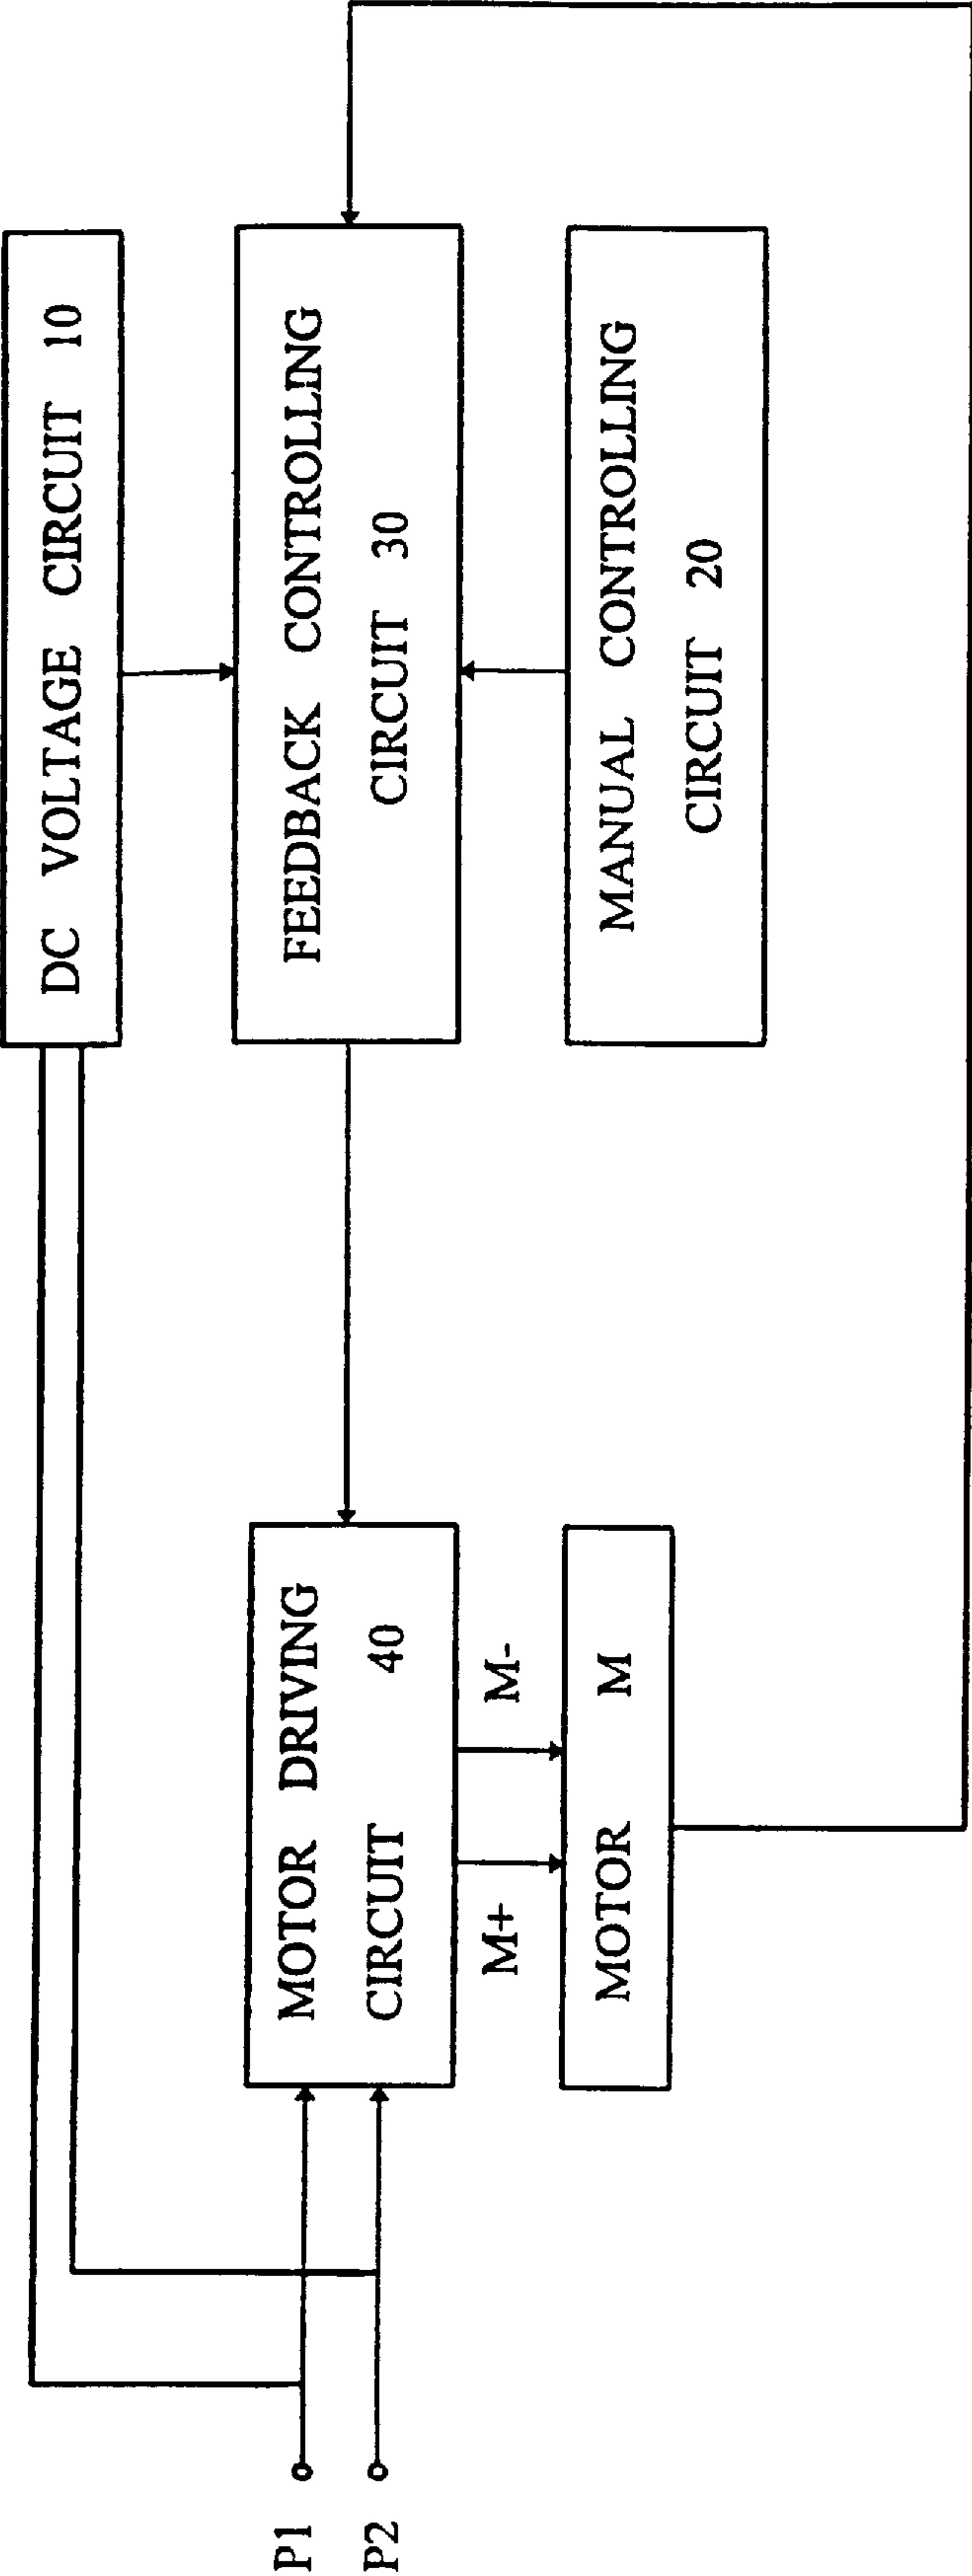 DC VOLTAGE CIRCUIT 10
FEEDBACK CONTROLLING
CIRCUIT 30
MANUAL CONTROLLING
CIRCUIT 20
MOTOR DRIVING
CIRCUIT 40
M+ M-
MOTOR M
P1
P2